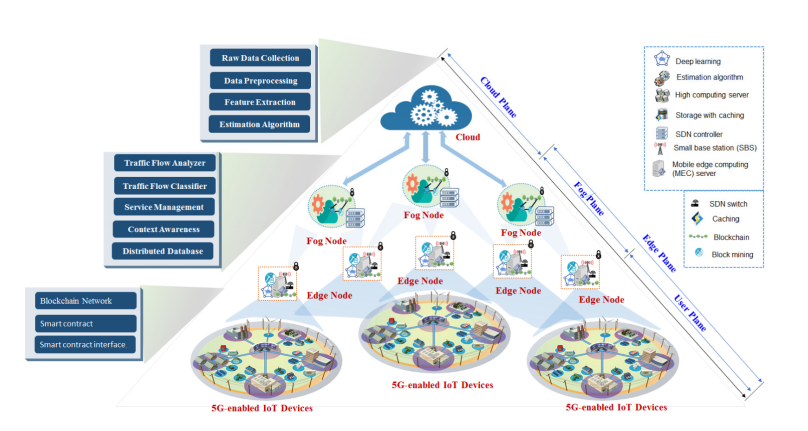 Raw Data Collection
Data Preprocessing
Feature Extraction
Estimation Algorithm
Traffic Flow Analyzer
Traffic Flow Classifier
Service Management
Context Awareness
Distributed Database
Blockchain Network
Smart contract
Smart contract interface
Cloud
Fog Node
Fog Node
Fog Node
Edge Node
Edge Node
Edge Node
Edge Node
Edge Node
5G-enabled IoT Devices
5G-enabled IoT Devices
5G-enabled IoT Devices
Cloud Plane
Fog Plane
Edge Plane
User Plane
Deep learning
Estimation algorithm
High computing server
Storage with caching
SDN controller
Small base station (SBS)
Mobile edge computing
(MEC) server
SDN switch
Caching
Blockchain
Block mining